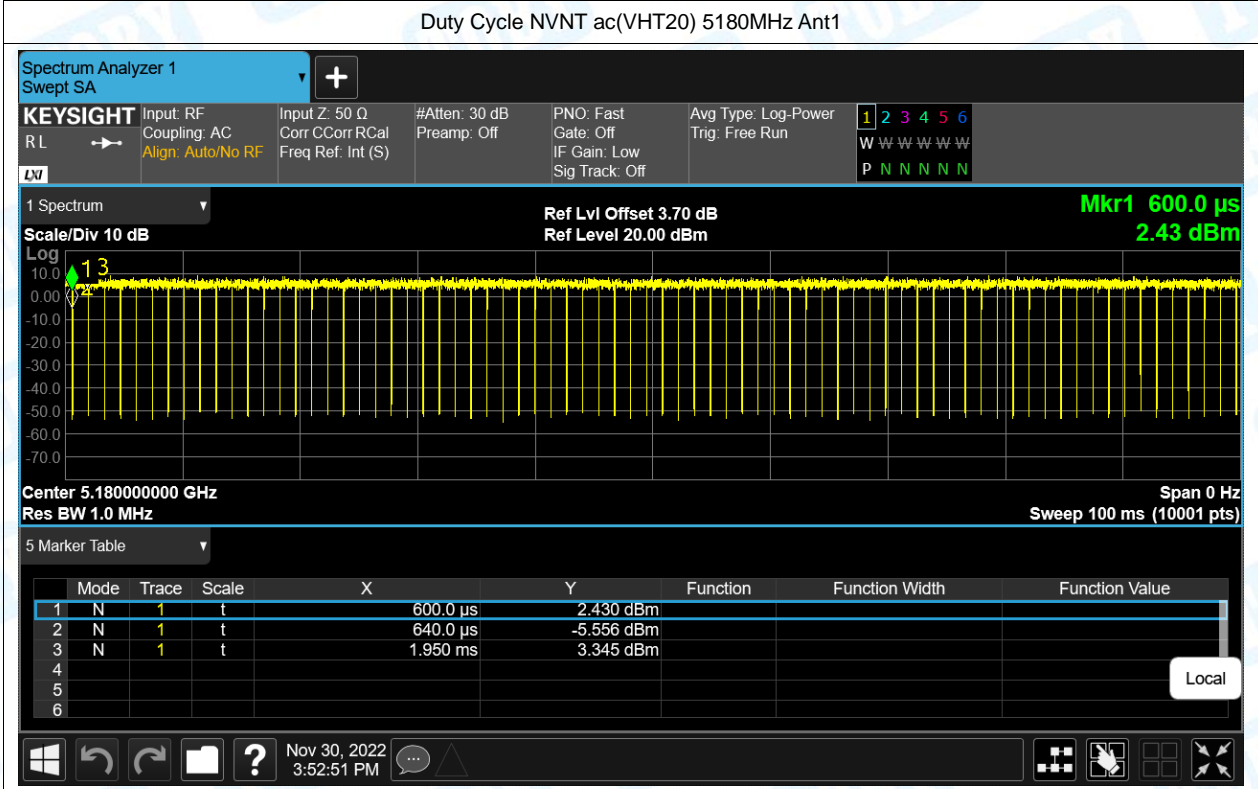 Duty Cycle NVNT ac(VHT20) 5180MHz Ant1
Spectrum Analyzer 1
Swept SA
KEYSIGHT
R L
LXI
Input: RF
Coupling: AC
Align: Auto/No RF
Input Z: 50 Ω
Corr CCorr RCal
Freq Ref: Int (S)
#Atten: 30 dB
Preamp: Off
PNO: Fast
Gate: Off
IF Gain: Low
Sig Track: Off
Avg Type: Log-Power
Trig: Free Run
1 2 3 4 5 6
W W W W W W
P N N N N N
1 Spectrum
Scale/Div 10 dB
Ref Lvl Offset 3.70 dB
Ref Level 20.00 dBm
Mkr1 600.0 µs
2.43 dBm
Log
10.0
0.00
-10.0
-20.0
-30.0
-40.0
-50.0
-60.0
-70.0
1 3
2
Center 5.180000000 GHz
Res BW 1.0 MHz
Span 0 Hz
Sweep 100 ms (10001 pts)
5 Marker Table
Mode Trace Scale X Y Function Function Width Function Value
1 N 1 t 600.0 µs 2.430 dBm
2 N 1 t 640.0 µs -5.556 dBm
3 N 1 t 1.950 ms 3.345 dBm
4
5
6
Local
?
Nov 30, 2022
3:52:51 PM